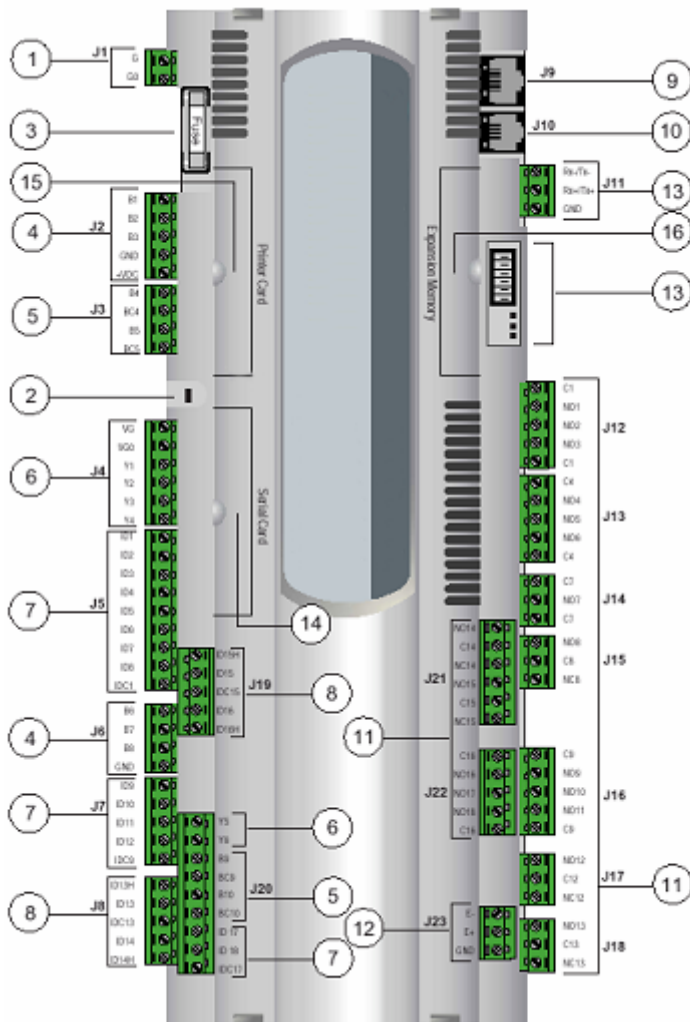 1
J1
G
G0
3
Fuse
15
4
J2
B1
B2
B3
GND
+VDC
Printer Card
5
J3
B4
BC4
B5
BC5
2
6
J4
VG
VG0
Y1
Y2
Y3
Y4
Serial Card
14
7
J5
ID1
ID2
ID3
ID4
ID5
ID6
ID7
ID8
IDC1
J19
ID15H
ID15
IDC15
ID16
ID16H
8
4
J6
B6
B7
B8
GND
7
J7
ID9
ID10
ID11
ID12
IDC9
8
J8
ID13H
ID13
IDC13
ID14
ID14H
Y5
Y6
6
J20
B9
BC9
B10
BC10
5
ID 17
ID 18
IDC17
7
J9
9
J10
10
J11
Rx-/Tx-
Rx+/Tx+
GND
13
16
Expansion Memory
13
J12
C1
NO1
NO2
NO3
C1
J13
C4
NO4
NO5
NO6
C4
J14
C7
NO7
C7
J15
NO8
C8
NC8
J21
NO14
C14
NC14
NO15
C15
NC15
11
J22
C16
NO16
NO17
NO18
C16
J16
C9
NO9
NO10
NO11
C9
J17
NO12
C12
NC12
11
J18
NO13
C13
NC13
12
J23
E-
E+
GND